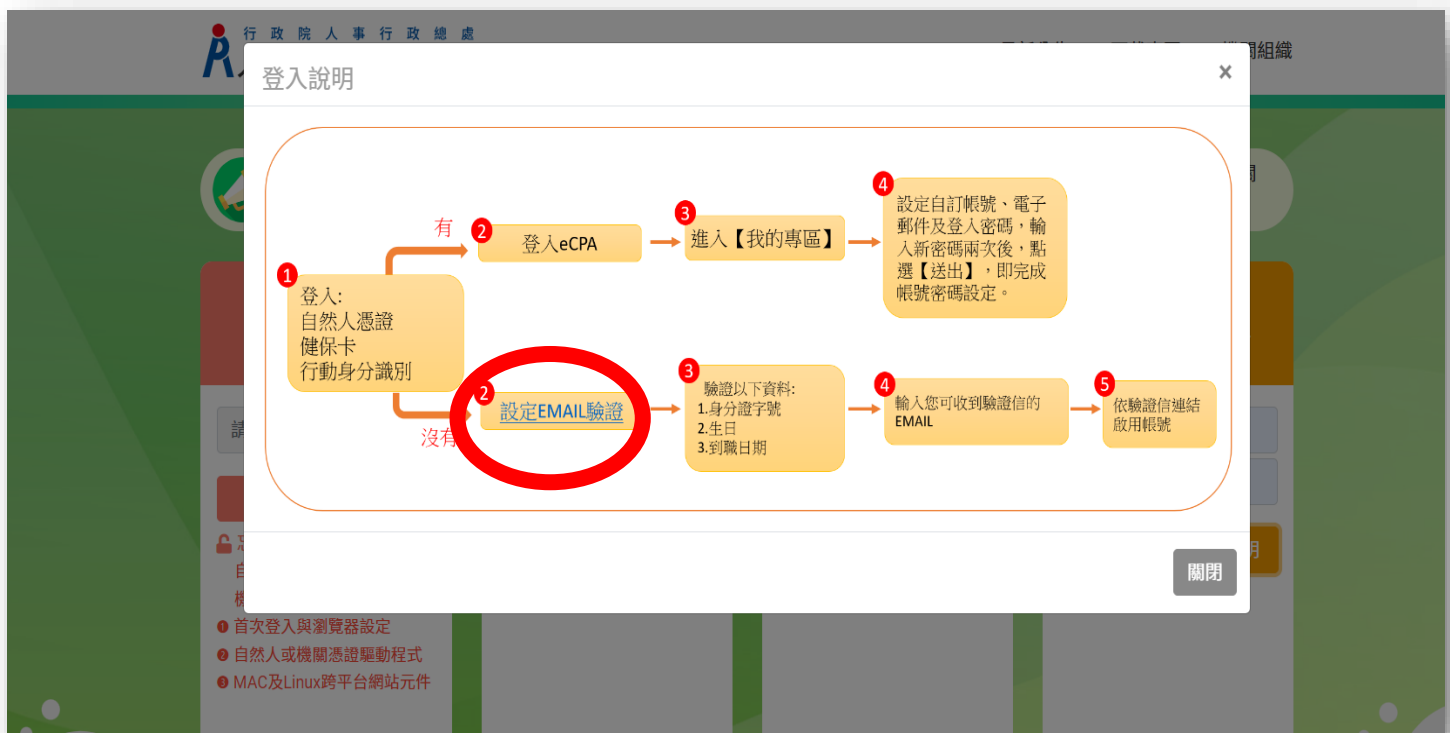 行政院人事行政總處
組織
登入說明
×
1
登入:
自然人憑證
健保卡
行動身分識別
有
2
登入eCPA
3
進入【我的專區】
4
設定自訂帳號、電子
郵件及登入密碼，輸
入新密碼兩次後，點
選【送出】，即完成
帳號密碼設定。
沒有
2
設定EMAIL驗證
3
驗證以下資料:
1.身分證字號
2.生日
3.到職日期
4
輸入您可收到驗證信的
EMAIL
5
依驗證信連結
啟用帳號
關閉
❶ 首次登入與瀏覽器設定
❷ 自然人或機關憑證驅動程式
❸ MAC及Linux跨平台網站元件